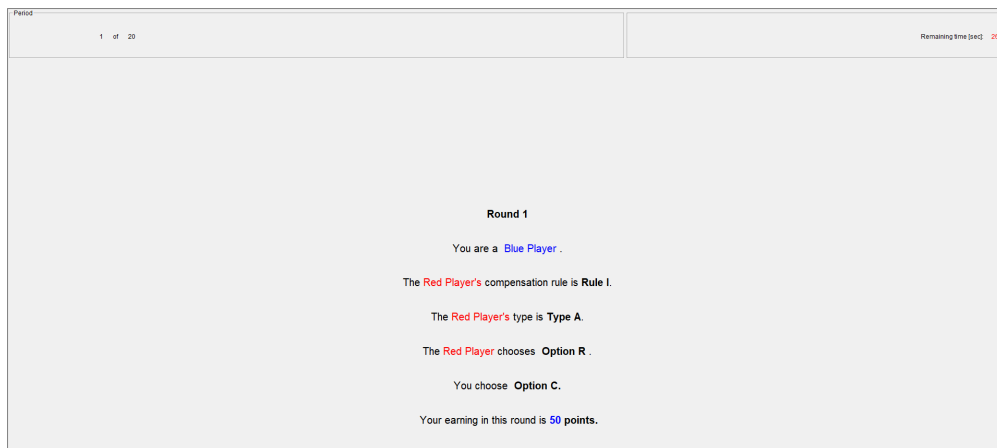 Period
1 of 20
Remaining time [sec]: 26
Round 1
You are a Blue Player .
The Red Player's compensation rule is Rule I.
The Red Player's type is Type A.
The Red Player chooses Option R .
You choose Option C.
Your earning in this round is 50 points.